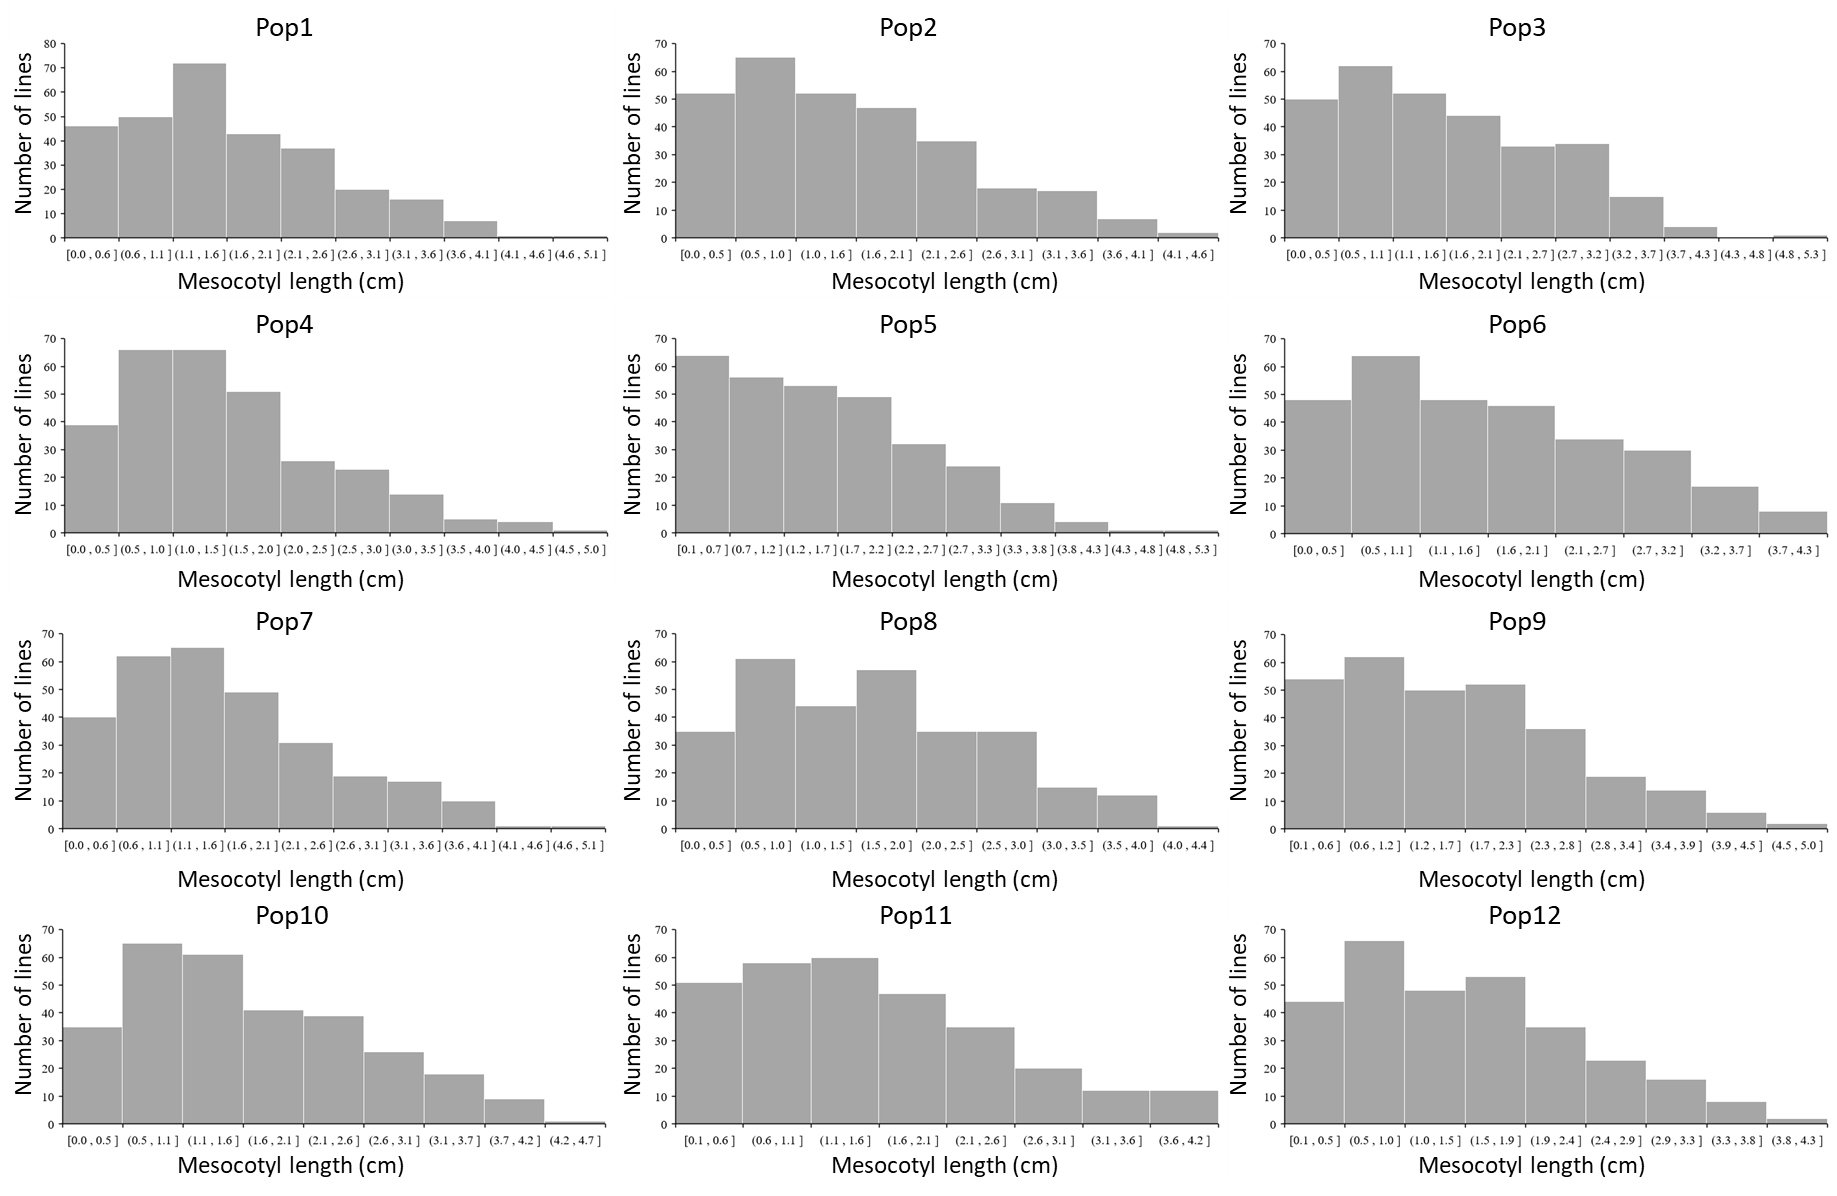 Pop1
Number of lines
80
70
60
50
40
30
20
10
0
[0.0 , 0.6 ] (0.6 , 1.1 ] (1.1 , 1.6 ] (1.6 , 2.1 ] (2.1 , 2.6 ] (2.6 , 3.1 ] (3.1 , 3.6 ] (3.6 , 4.1 ] (4.1 , 4.6 ] (4.6 , 5.1 ]
Mesocotyl length (cm)
Pop2
Number of lines
70
60
50
40
30
20
10
0
[0.0 , 0.5 ] (0.5 , 1.0 ] (1.0 , 1.6 ] (1.6 , 2.1 ] (2.1 , 2.6 ] (2.6 , 3.1 ] (3.1 , 3.6 ] (3.6 , 4.1 ] (4.1 , 4.6 ]
Mesocotyl length (cm)
Pop3
Number of lines
70
60
50
40
30
20
10
0
[0.0 , 0.5 ] (0.5 , 1.1 ] (1.1 , 1.6 ] (1.6 , 2.1 ] (2.1 , 2.7 ] (2.7 , 3.2 ] (3.2 , 3.7 ] (3.7 , 4.3 ] (4.3 , 4.8 ] (4.8 , 5.3 ]
Mesocotyl length (cm)
Pop4
Number of lines
70
60
50
40
30
20
10
0
[0.0 , 0.5 ] (0.5 , 1.0 ] (1.0 , 1.5 ] (1.5 , 2.0 ] (2.0 , 2.5 ] (2.5 , 3.0 ] (3.0 , 3.5 ] (3.5 , 4.0 ] (4.0 , 4.5 ] (4.5 , 5.0 ]
Mesocotyl length (cm)
Pop5
Number of lines
70
60
50
40
30
20
10
0
[0.1 , 0.7 ] (0.7 , 1.2 ] (1.2 , 1.7 ] (1.7 , 2.2 ] (2.2 , 2.7 ] (2.7 , 3.3 ] (3.3 , 3.8 ] (3.8 , 4.3 ] (4.3 , 4.8 ] (4.8 , 5.3 ]
Mesocotyl length (cm)
Pop6
Number of lines
70
60
50
40
30
20
10
0
[0.0 , 0.5 ] (0.5 , 1.1 ] (1.1 , 1.6 ] (1.6 , 2.1 ] (2.1 , 2.7 ] (2.7 , 3.2 ] (3.2 , 3.7 ] (3.7 , 4.3 ]
Mesocotyl length (cm)
Pop7
Number of lines
70
60
50
40
30
20
10
0
[0.0 , 0.6 ] (0.6 , 1.1 ] (1.1 , 1.6 ] (1.6 , 2.1 ] (2.1 , 2.6 ] (2.6 , 3.1 ] (3.1 , 3.6 ] (3.6 , 4.1 ] (4.1 , 4.6 ] (4.6 , 5.1 ]
Mesocotyl length (cm)
Pop8
Number of lines
70
60
50
40
30
20
10
0
[0.0 , 0.5 ] (0.5 , 1.0 ] (1.0 , 1.5 ] (1.5 , 2.0 ] (2.0 , 2.5 ] (2.5 , 3.0 ] (3.0 , 3.5 ] (3.5 , 4.0 ] (4.0 , 4.4 ]
Mesocotyl length (cm)
Pop9
Number of lines
70
60
50
40
30
20
10
0
[0.1 , 0.6 ] (0.6 , 1.2 ] (1.2 , 1.7 ] (1.7 , 2.3 ] (2.3 , 2.8 ] (2.8 , 3.4 ] (3.4 , 3.9 ] (3.9 , 4.5 ] (4.5 , 5.0 ]
Mesocotyl length (cm)
Pop10
Number of lines
70
60
50
40
30
20
10
0
[0.0 , 0.5 ] (0.5 , 1.1 ] (1.1 , 1.6 ] (1.6 , 2.1 ] (2.1 , 2.6 ] (2.6 , 3.1 ] (3.1 , 3.7 ] (3.7 , 4.2 ] (4.2 , 4.7 ]
Mesocotyl length (cm)
Pop11
Number of lines
70
60
50
40
30
20
10
0
[0.1 , 0.6 ] (0.6 , 1.1 ] (1.1 , 1.6 ] (1.6 , 2.1 ] (2.1 , 2.6 ] (2.6 , 3.1 ] (3.1 , 3.6 ] (3.6 , 4.2 ]
Mesocotyl length (cm)
Pop12
Number of lines
70
60
50
40
30
20
10
0
[0.1 , 0.5 ] (0.5 , 1.0 ] (1.0 , 1.5 ] (1.5 , 1.9 ] (1.9 , 2.4 ] (2.4 , 2.9 ] (2.9 , 3.3 ] (3.3 , 3.8 ] (3.8 , 4.3 ]
Mesocotyl length (cm)